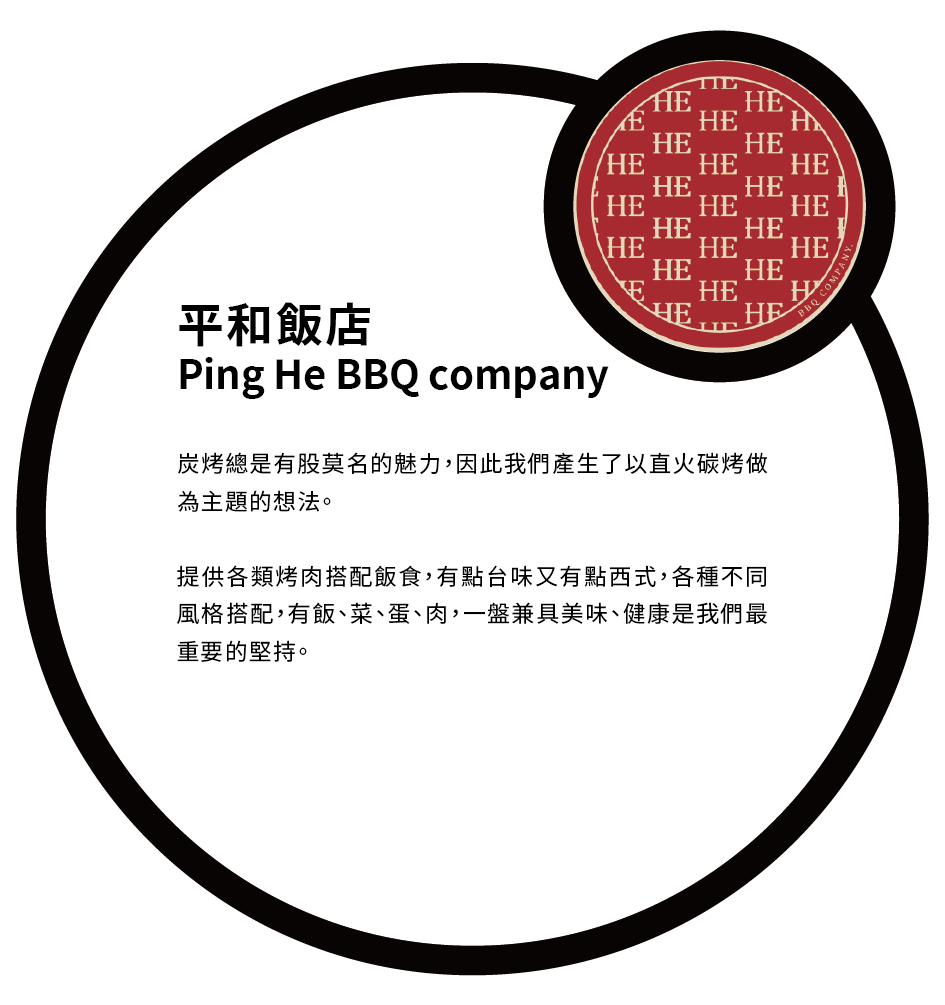 HE HE HE HE HE HE HE
HE HE HE HE HE HE
HE HE HE HE HE HE
HE HE HE HE HE HE
BBQ COMPANY.
平和飯店
Ping He BBQ company
炭烤總是有股莫名的魅力，因此我們產生了以直火碳烤做
為主題的想法。
提供各類烤肉搭配飯食，有點台味又有點西式，各種不同
風格搭配，有飯、菜、蛋、肉，一盤兼具美味、健康是我們最
重要的堅持。